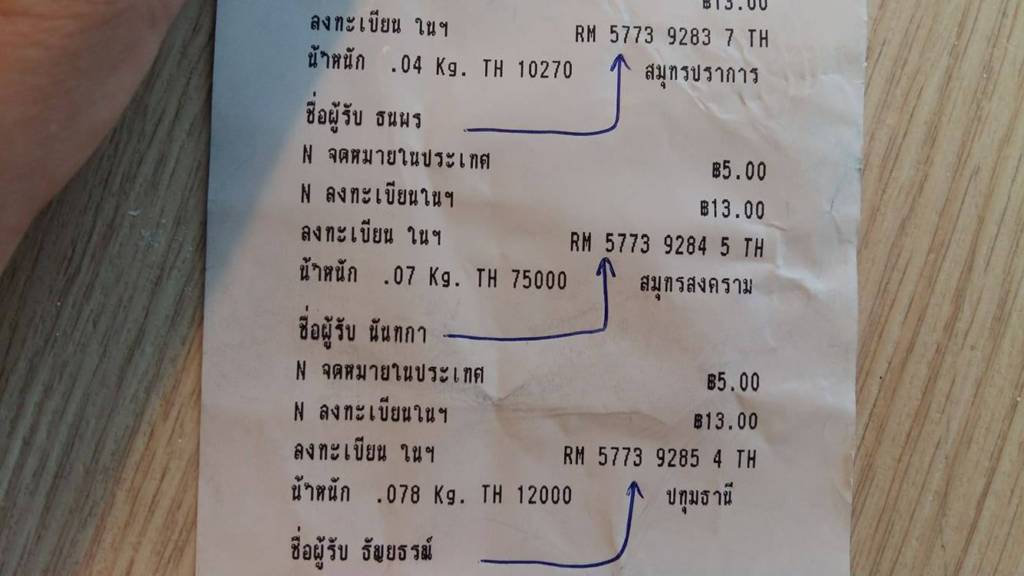 ฿13.00
ลงทะเบียน ในฯ RM 5773 9283 7 TH
น้ำหนัก .04 Kg. TH 10270 สมุทรปราการ
ชื่อผู้รับ ธนพร
N จดหมายในประเทศ ฿5.00
N ลงทะเบียนในฯ ฿13.00
ลงทะเบียน ในฯ RM 5773 9284 5 TH
น้ำหนัก .07 Kg. TH 75000 สมุทรสงคราม
ชื่อผู้รับ นันทกา
N จดหมายในประเทศ ฿5.00
N ลงทะเบียนในฯ ฿13.00
ลงทะเบียน ในฯ RM 5773 9285 4 TH
น้ำหนัก .078 Kg. TH 12000 ปทุมธานี
ชื่อผู้รับ ธัญยธรณ์